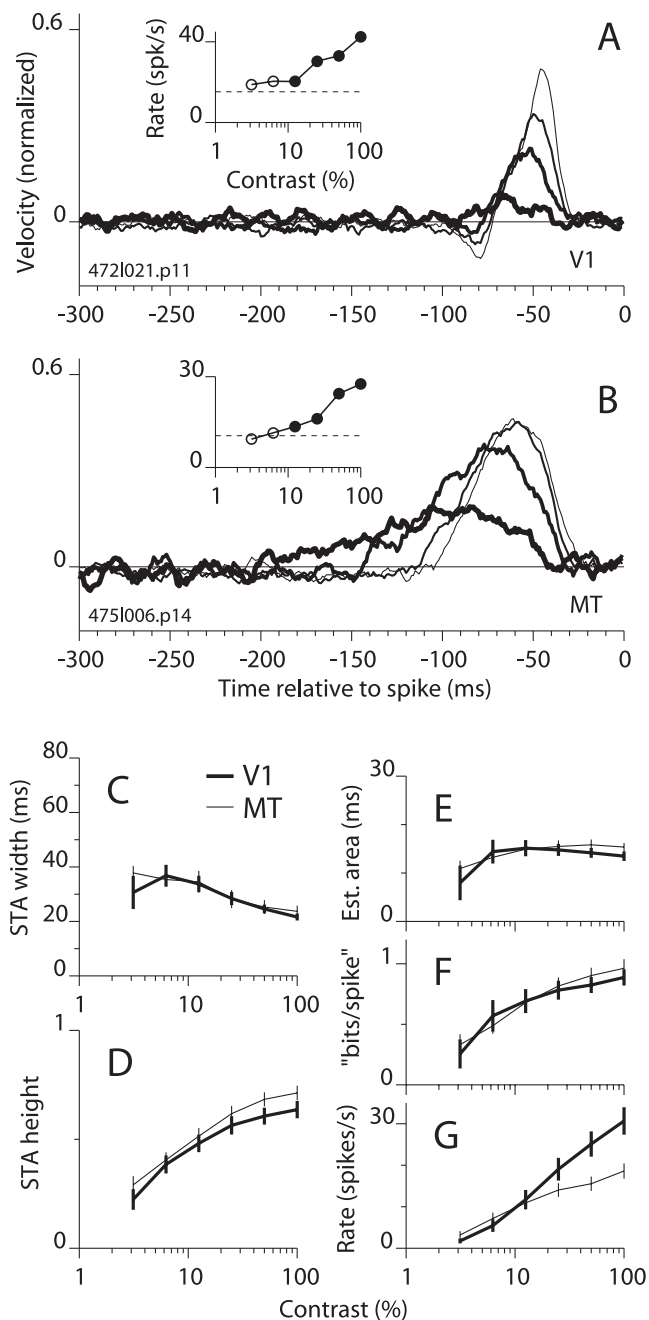 0.6
A
40
Rate (spk/s)
0
1 10 100
Contrast (%)
Velocity (normalized)
0
472l021.p11
V1
-300 -250 -200 -150 -100 -50 0
0.6
B
30
0
1 10 100
0
475l006.p14
MT
-300 -250 -200 -150 -100 -50 0
Time relative to spike (ms)
80
60
40
20
0
STA width (ms)
C
V1
MT
1 10 100
30
0
Est. area (ms)
E
1
0
"bits/spike"
F
1
0
STA height
D
1 10 100
Contrast (%)
30
0
Rate (spikes/s)
G
1 10 100